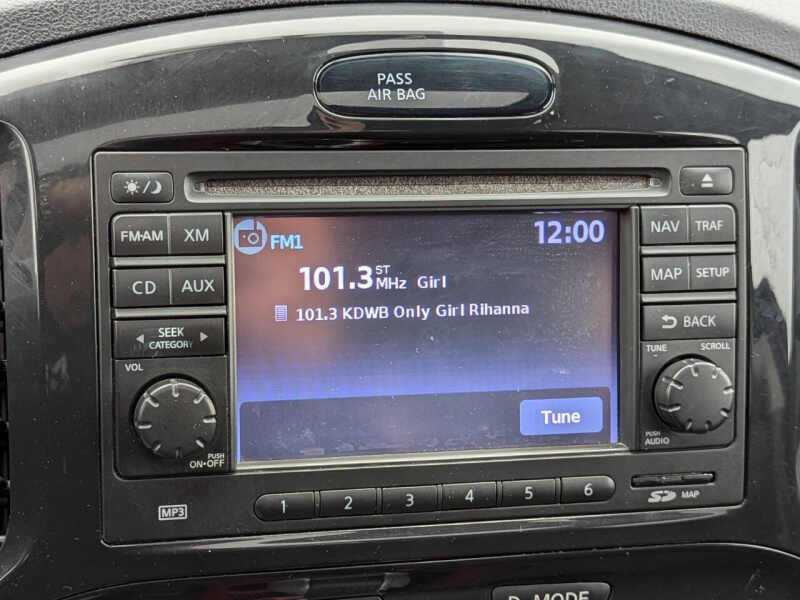 PASS
AIR BAG
FM•AM XM
CD AUX
SEEK
CATEGORY
VOL
PUSH
ON•OFF
MP3
FM1 12:00
101.3 ST MHz Girl
101.3 KDWB Only Girl Rihanna
Tune
NAV TRAF
MAP SETUP
BACK
TUNE SCROLL
PUSH
AUDIO
1 2 3 4 5 6
SD MAP
D-MODE